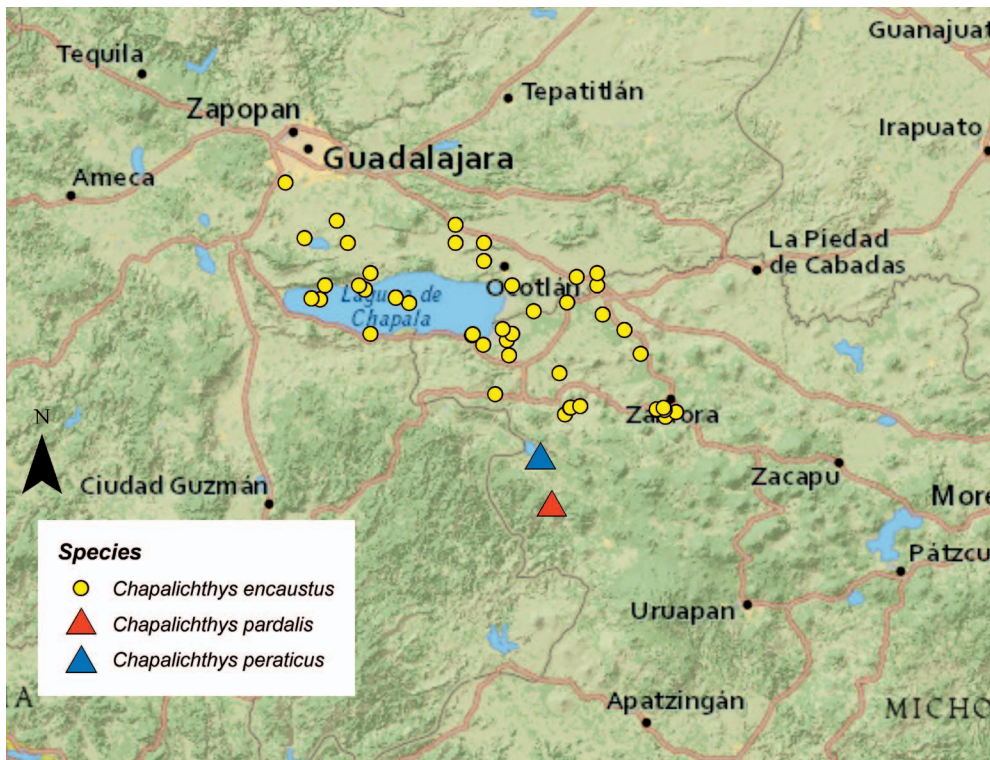 Guanajuat
Tequila
Tepatitlán
Zapopan
Irapuato
Guadalajara
Ameca
La Piedad
de Cabadas
Ocotlán
Laguna de
Chapala
Zamora
N
Zacapu
Ciudad Guzmán
More
Pátzcu
Species
Chapalichthys encaustus
Chapalichthys pardalis
Chapalichthys peraticus
Uruapan
IA
Apatzingán
MICHO